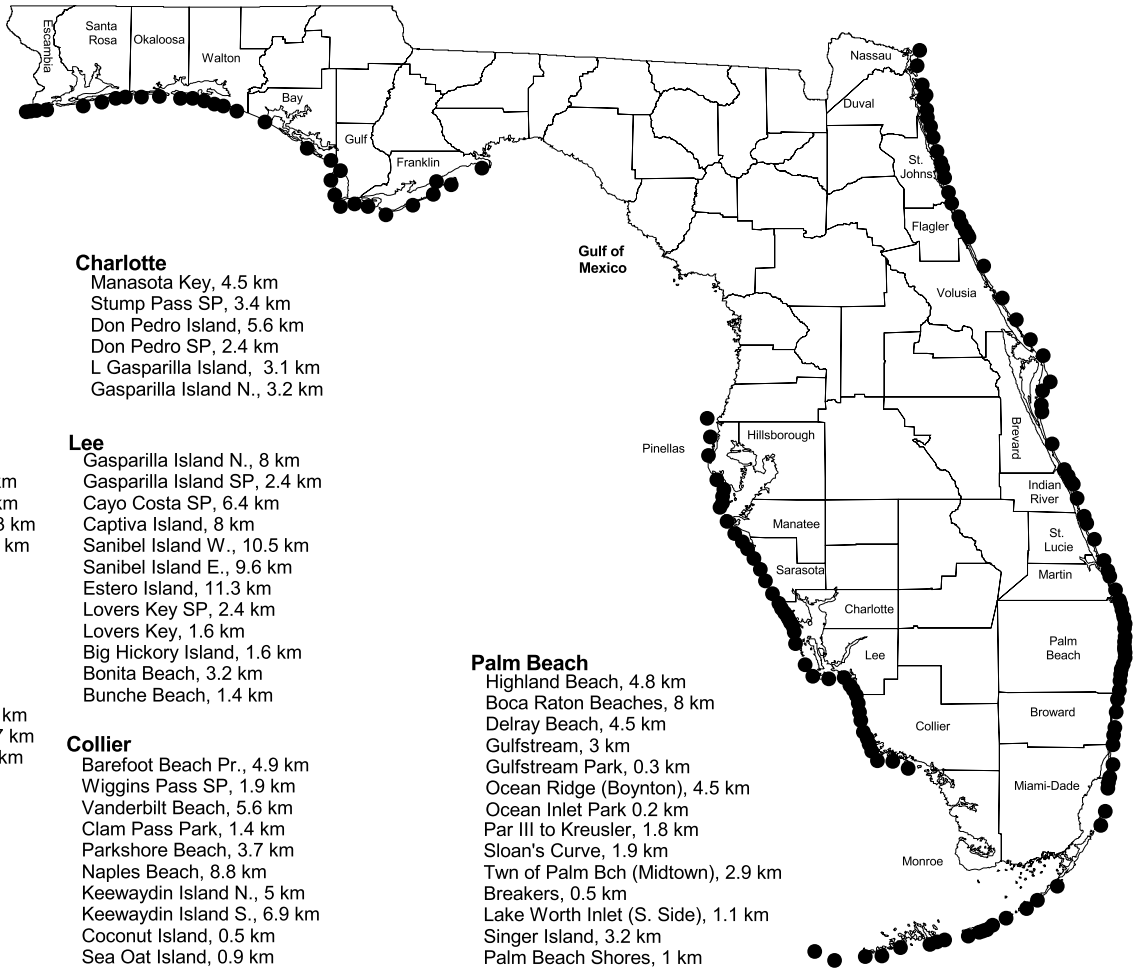 Escambia
Santa
Rosa
Okaloosa
Walton
Bay
Gulf
Franklin
Nassau
Duval
St.
Johns
Flagler
Volusia
Gulf of
Mexico
Charlotte
Manasota Key, 4.5 km
Stump Pass SP, 3.4 km
Don Pedro Island, 5.6 km
Don Pedro SP, 2.4 km
L Gasparilla Island,  3.1 km
Gasparilla Island N., 3.2 km
Lee
Gasparilla Island N., 8 km
Gasparilla Island SP, 2.4 km
Cayo Costa SP, 6.4 km
Captiva Island, 8 km
Sanibel Island W., 10.5 km
Sanibel Island E., 9.6 km
Estero Island, 11.3 km
Lovers Key SP, 2.4 km
Lovers Key, 1.6 km
Big Hickory Island, 1.6 km
Bonita Beach, 3.2 km
Bunche Beach, 1.4 km
km
km
km
km
km
km
Collier
Barefoot Beach Pr., 4.9 km
Wiggins Pass SP, 1.9 km
Vanderbilt Beach, 5.6 km
Clam Pass Park, 1.4 km
Parkshore Beach, 3.7 km
Naples Beach, 8.8 km
Keewaydin Island N., 5 km
Keewaydin Island S., 6.9 km
Coconut Island, 0.5 km
Sea Oat Island, 0.9 km
Palm Beach
Highland Beach, 4.8 km
Boca Raton Beaches, 8 km
Delray Beach, 4.5 km
Gulfstream, 3 km
Gulfstream Park, 0.3 km
Ocean Ridge (Boynton), 4.5 km
Ocean Inlet Park 0.2 km
Par III to Kreusler, 1.8 km
Sloan's Curve, 1.9 km
Twn of Palm Bch (Midtown), 2.9 km
Breakers, 0.5 km
Lake Worth Inlet (S. Side), 1.1 km
Singer Island, 3.2 km
Palm Beach Shores, 1 km
Pinellas
Hillsborough
Manatee
Sarasota
Charlotte
Lee
Collier
Monroe
Brevard
Indian
River
St.
Lucie
Martin
Palm
Beach
Broward
Miami-Dade